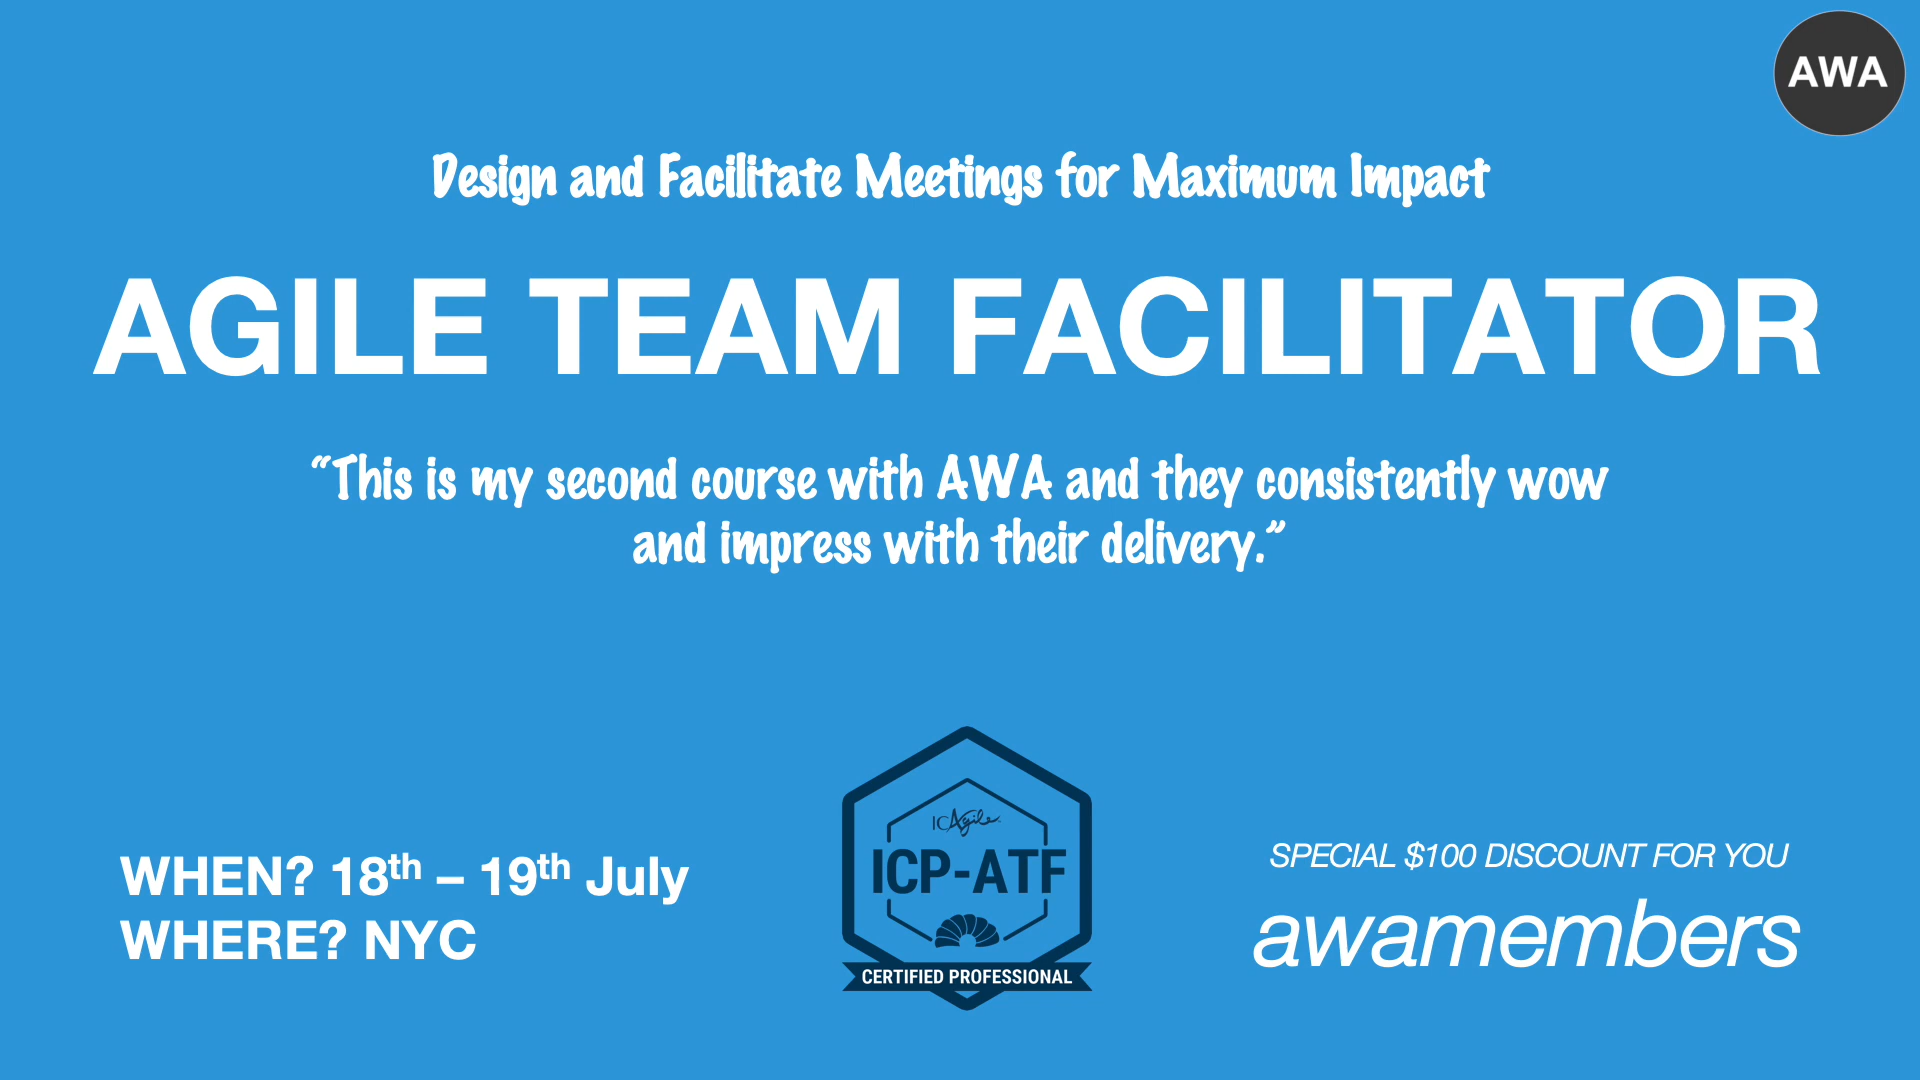 AWA
Design and Facilitate Meetings for Maximum Impact
AGILE TEAM FACILITATOR
“This is my second course with AWA and they consistently wow
and impress with their delivery.”
WHEN? 18th – 19th July
WHERE? NYC
ICAgile
ICP-ATF
CERTIFIED PROFESSIONAL
SPECIAL $100 DISCOUNT FOR YOU
awamembers